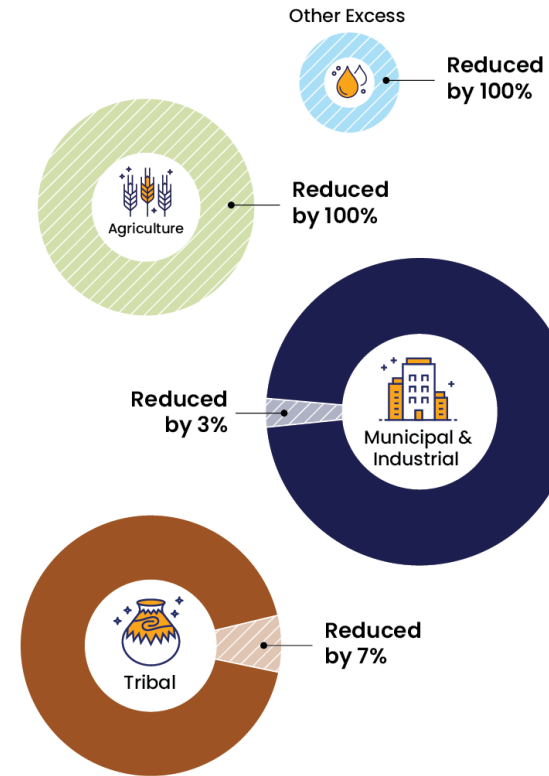 Other Excess
Reduced
by 100%
Agriculture
Reduced
by 100%
Reduced
by 3%
Municipal &
Industrial
Tribal
Reduced
by 7%